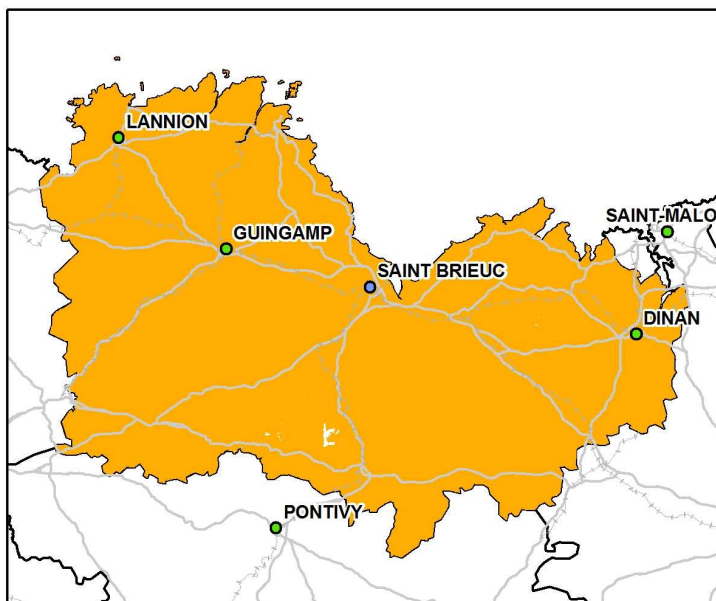 LANNION
SAINT-MALO
GUINGAMP
SAINT BRIEUC
DINAN
PONTIVY